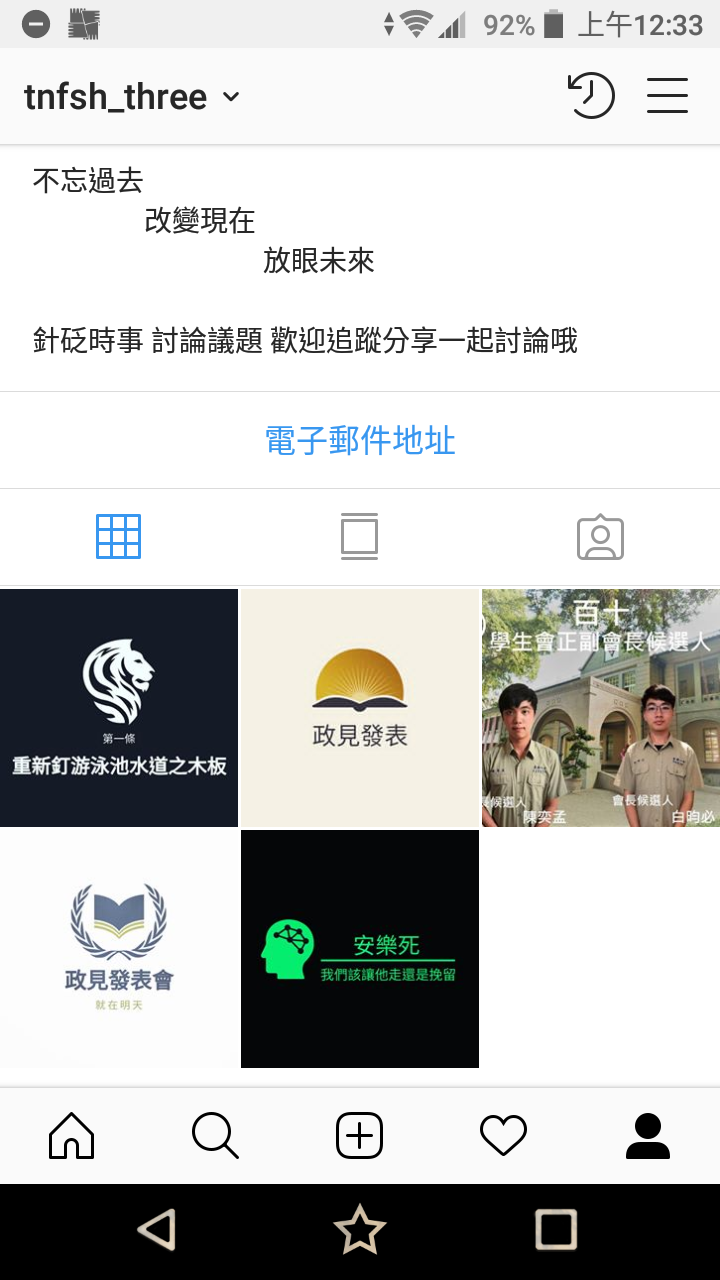 92% 上午12:33
tnfsh_three
不忘過去
改變現在
放眼未來
針砭時事 討論議題 歡迎追蹤分享一起討論哦
電子郵件地址
第一條
重新釘游泳池水道之木板
政見發表
百十
學生會正副會長候選人
長候選人
陳奕孟
會長候選人
白昀必
政見發表會
就在明天
安樂死
我們該讓他走還是挽留